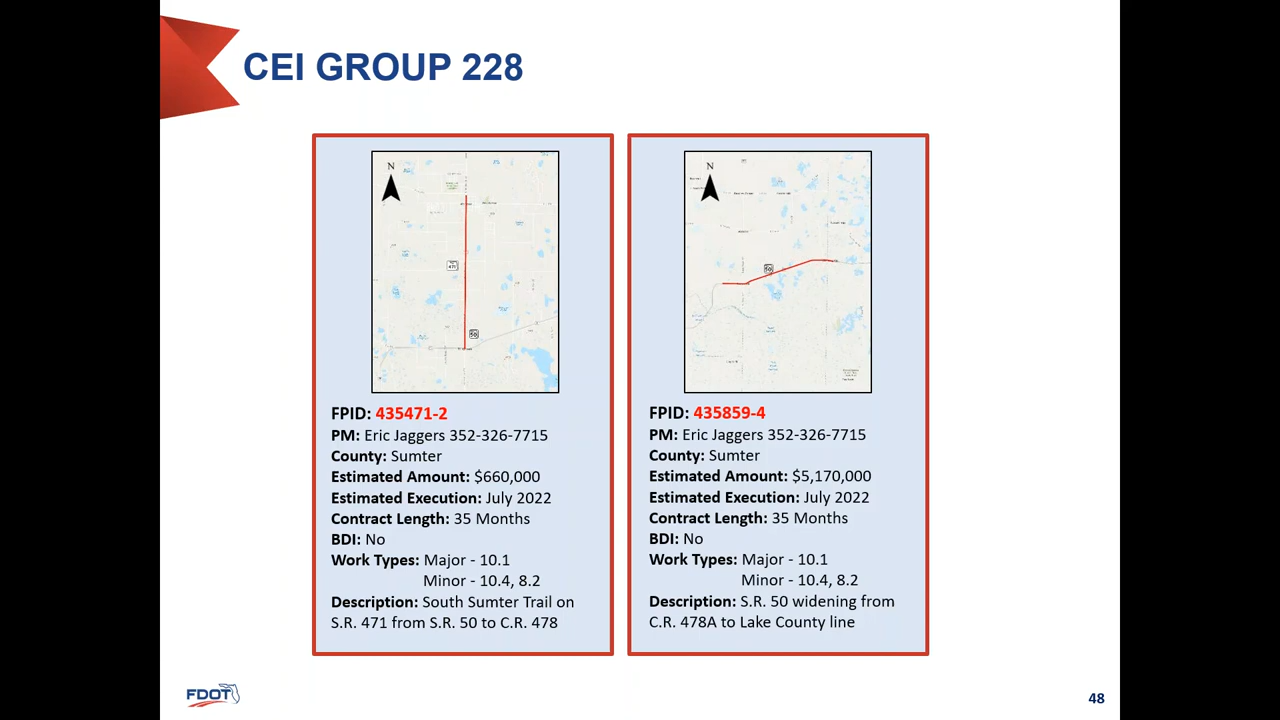 CEI GROUP 228
N
471
50
FPID: 435471-2
PM: Eric Jaggers 352-326-7715
County: Sumter
Estimated Amount: $660,000
Estimated Execution: July 2022
Contract Length: 35 Months
BDI: No
Work Types: Major - 10.1
Minor - 10.4, 8.2
Description: South Sumter Trail on
S.R. 471 from S.R. 50 to C.R. 478
N
50
FPID: 435859-4
PM: Eric Jaggers 352-326-7715
County: Sumter
Estimated Amount: $5,170,000
Estimated Execution: July 2022
Contract Length: 35 Months
BDI: No
Work Types: Major - 10.1
Minor - 10.4, 8.2
Description: S.R. 50 widening from
C.R. 478A to Lake County line
FDOT
48